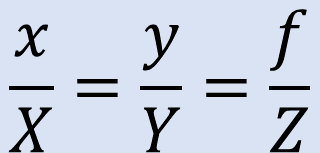 x/X = y/Y = f/Z